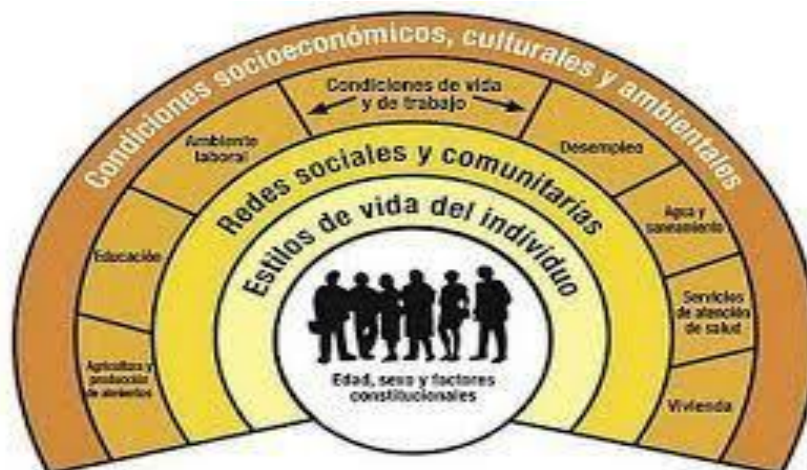 Condiciones socioeconómicos, culturales y ambientales
Condiciones de vida
y de trabajo
Ambiente
laboral
Desempleo
Educación
Agua y
saneamiento
Agricultura y
producción
de alimentos
Servicios
de atención
de salud
Vivienda
Redes sociales y comunitarias
Estilos de vida del individuo
Edad, sexo y factores
constitucionales